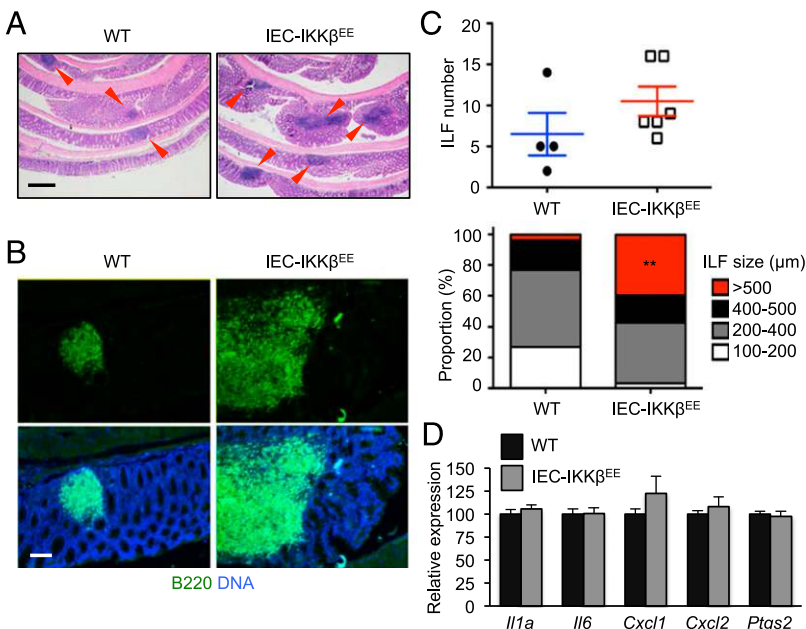 A
WT
IEC-IKKβEE
B
WT
IEC-IKKβEE
B220 DNA
C
ILF number
20
15
10
5
0
WT
IEC-IKKβEE
Proportion (%)
100
80
60
40
20
0
**
WT
IEC-IKKβEE
ILF size (μm)
>500
400-500
200-400
100-200
D
WT
IEC-IKKβEE
Relative expression
150
125
100
75
50
25
0
Il1a Il6 Cxcl1 Cxcl2 Ptgs2